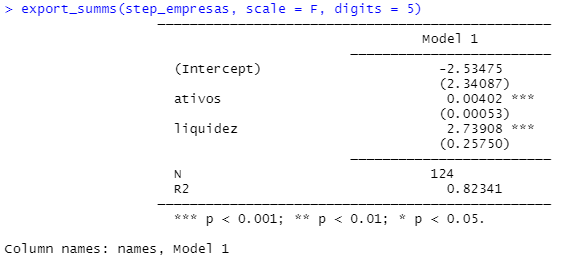 > export_summs(step_empresas, scale = F, digits = 5)
Model 1
(Intercept) -2.53475
(2.34087)
ativos 0.00402 ***
(0.00053)
liquidez 2.73908 ***
(0.25750)
N 124
R2 0.82341
*** p < 0.001; ** p < 0.01; * p < 0.05.
Column names: names, Model 1